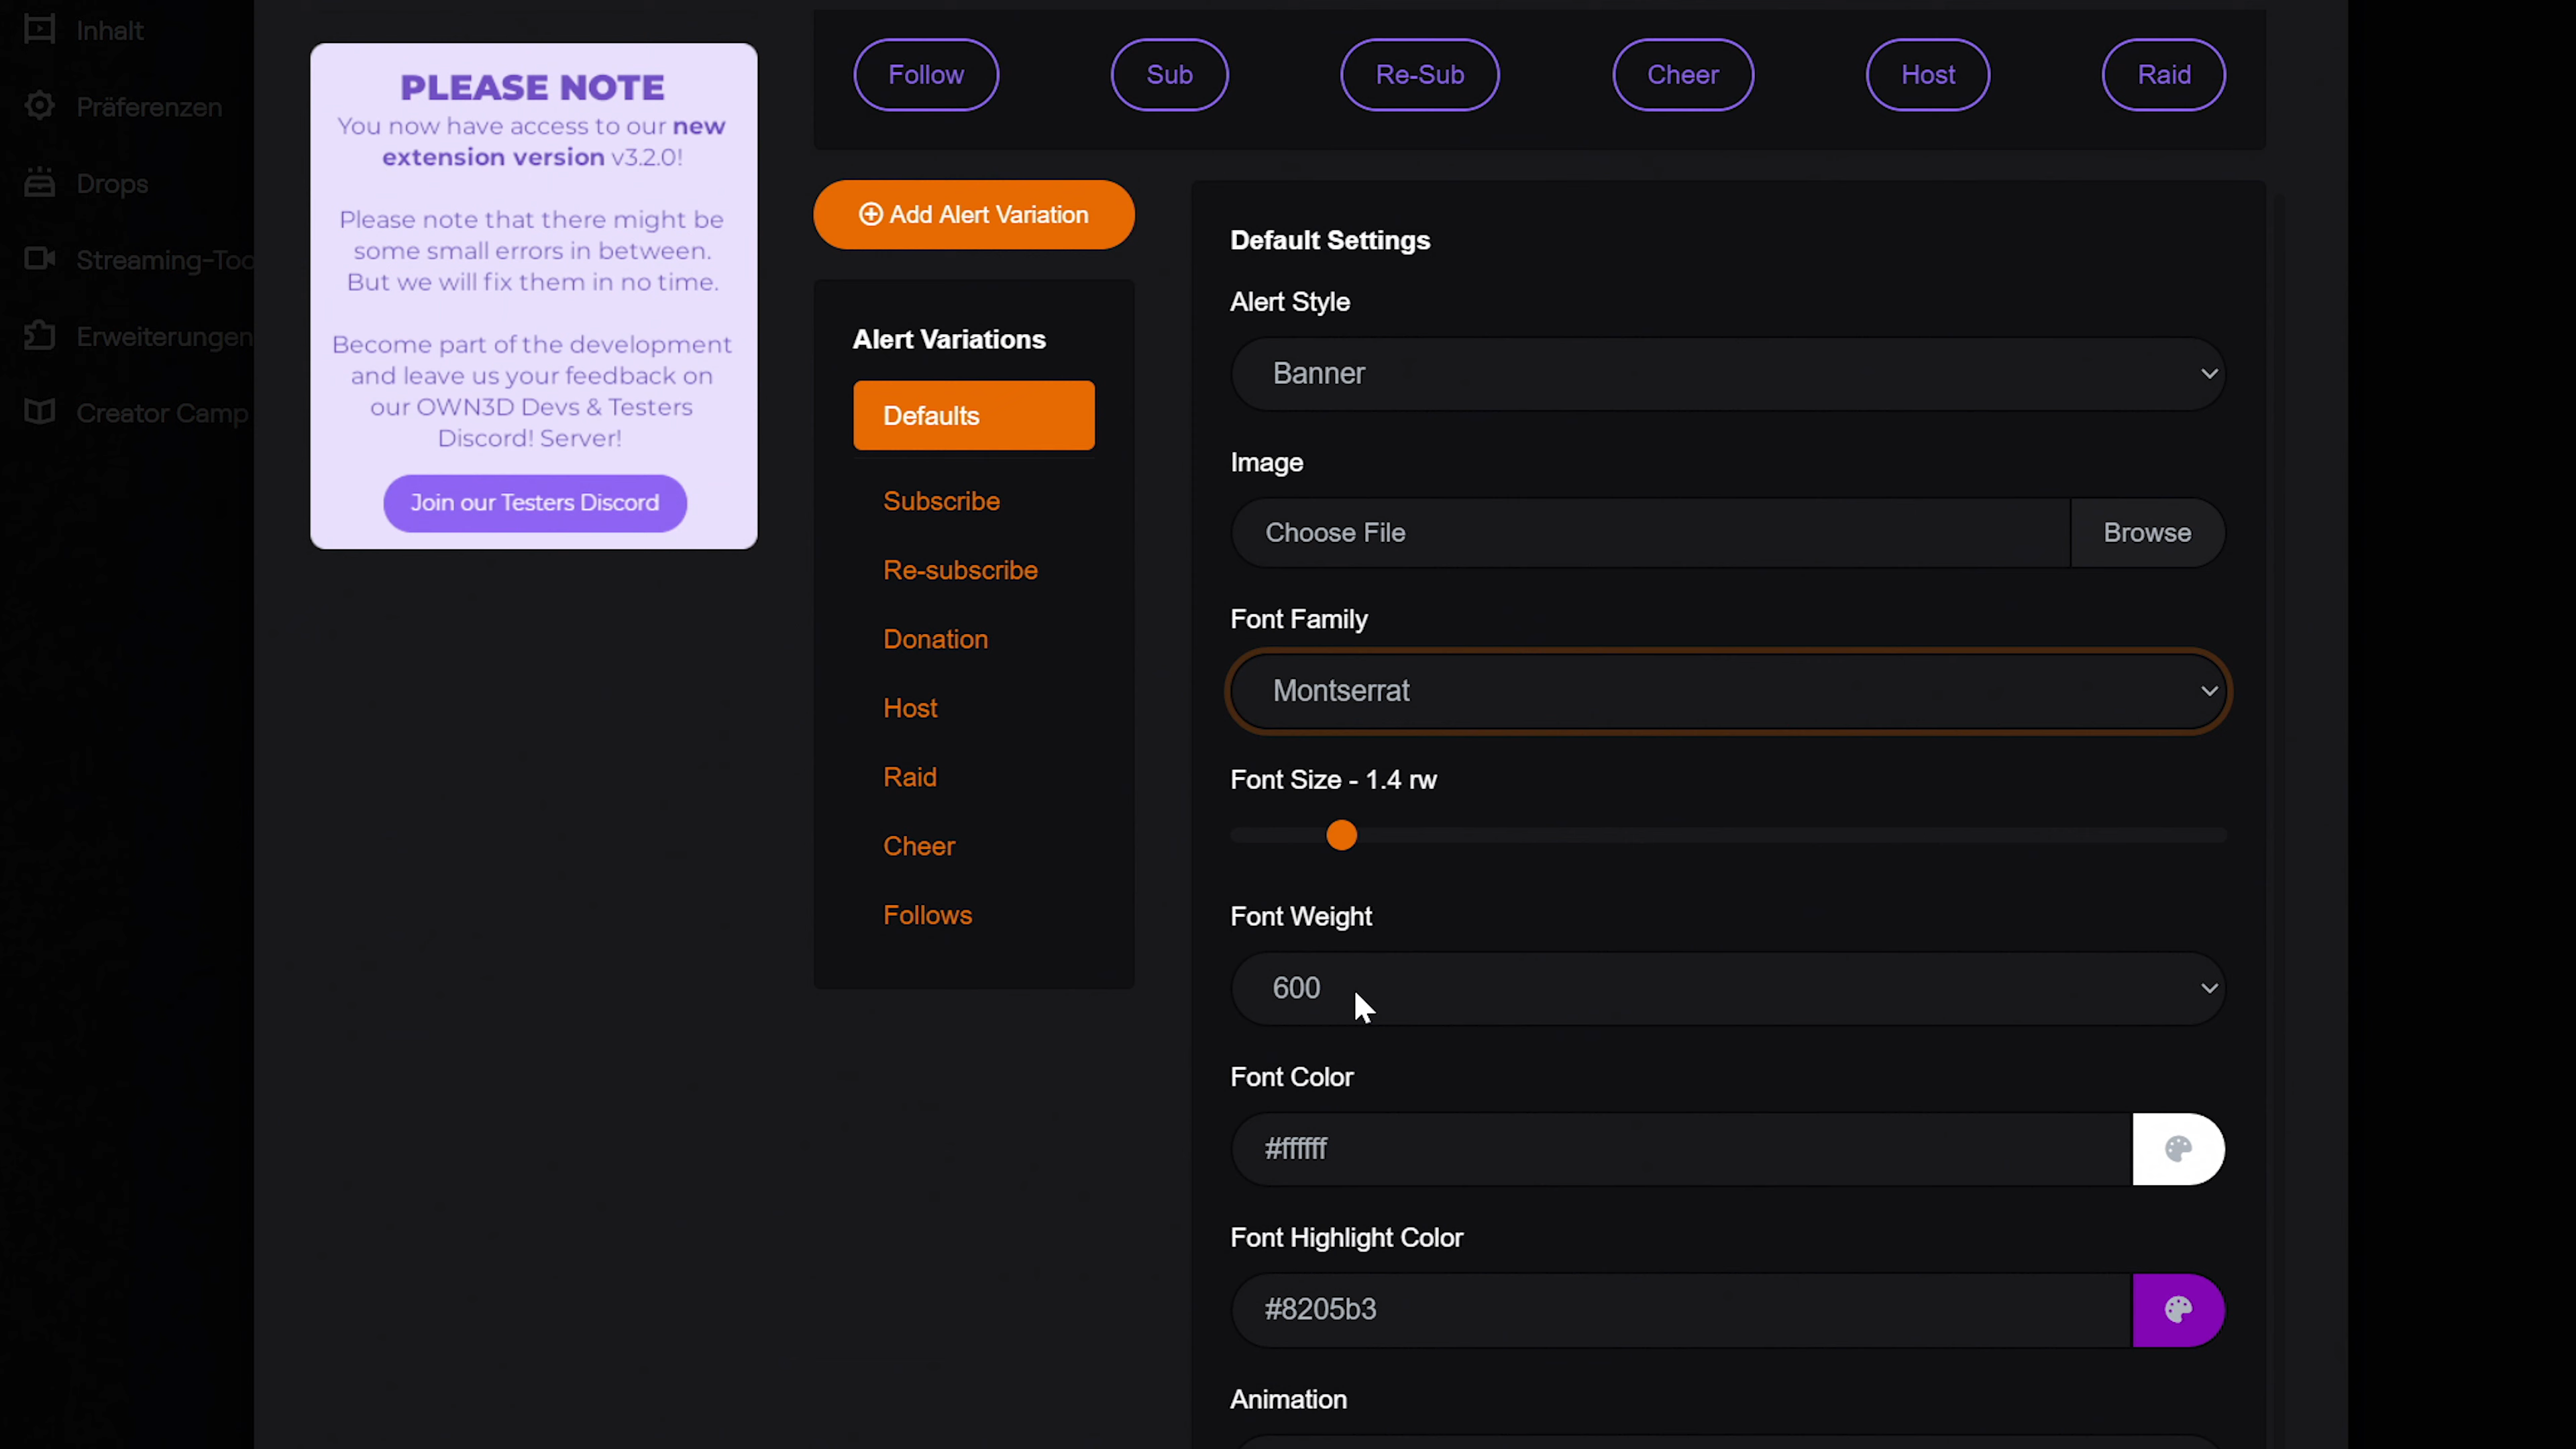 Inhalt
Präferenzen
Drops
Streaming-Too
Erweiterungen
Creator Camp
PLEASE NOTE
You now have access to our new
extension version v3.2.0!
Please note that there might be
some small errors in between.
But we will fix them in no time.
Become part of the development
and leave us your feedback on
our OWN3D Devs & Testers
Discord! Server!
Join our Testers Discord
Follow
Sub
Re-Sub
Cheer
Host
Raid
Add Alert Variation
Alert Variations
Defaults
Subscribe
Re-subscribe
Donation
Host
Raid
Cheer
Follows
Default Settings
Alert Style
Banner
Image
Choose File
Browse
Font Family
Montserrat
Font Size - 1.4 rw
Font Weight
600
Font Color
#ffffff
Font Highlight Color
#8205b3
Animation